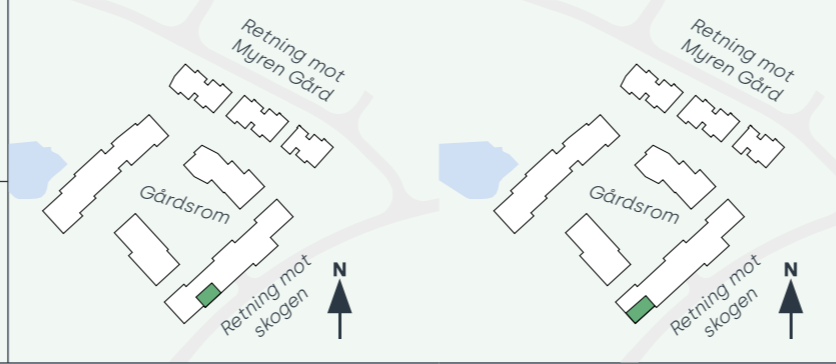 Retning mot
Myren Gård
Gårdsrom
Retning mot
skogen
N
Retning mot
Myren Gård
Gårdsrom
Retning mot
skogen
N